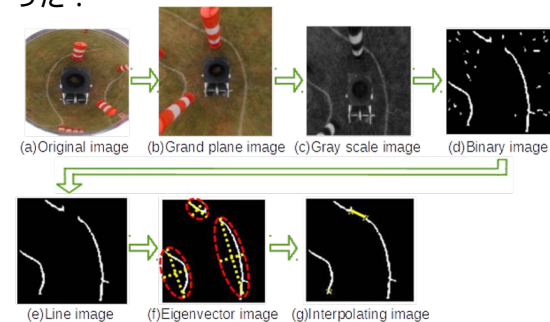 (a)Original image
(b)Grand plane image
(c)Gray scale image
(d)Binary image
(e)Line image
(f)Eigenvector image
(g)Interpolating image